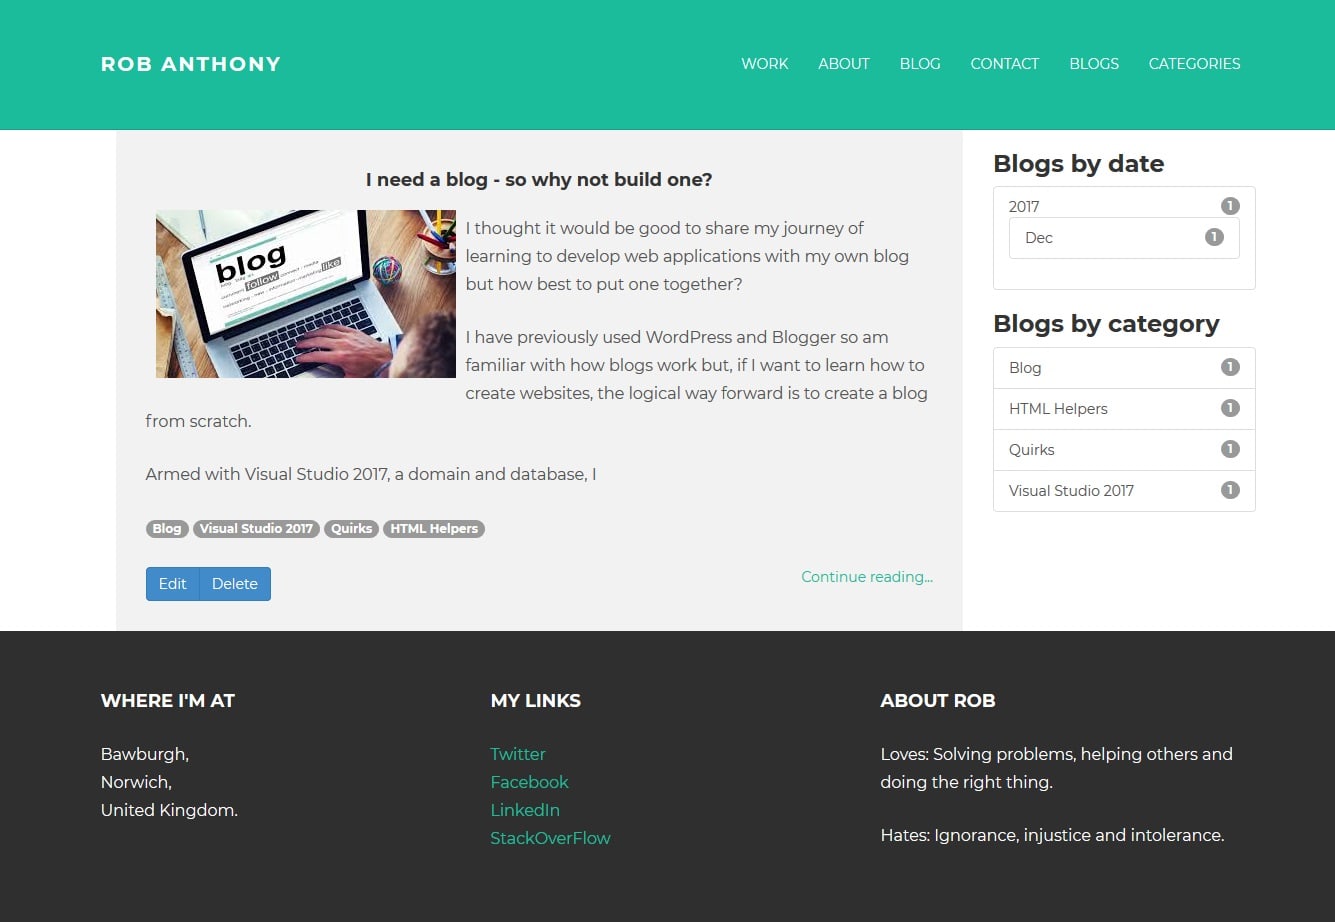 ROB ANTHONY
WORK ABOUT BLOG CONTACT BLOGS CATEGORIES
I need a blog - so why not build one?
blog
follow
like
I thought it would be good to share my journey of
learning to develop web applications with my own blog
but how best to put one together?
I have previously used WordPress and Blogger so am
familiar with how blogs work but, if I want to learn how to
create websites, the logical way forward is to create a blog
from scratch.
Armed with Visual Studio 2017, a domain and database, I
Blog Visual Studio 2017 Quirks HTML Helpers
Edit Delete
Continue reading...
Blogs by date
2017 1
Dec 1
Blogs by category
Blog 1
HTML Helpers 1
Quirks 1
Visual Studio 2017 1
WHERE I'M AT
Bawburgh,
Norwich,
United Kingdom.
MY LINKS
Twitter
Facebook
LinkedIn
StackOverFlow
ABOUT ROB
Loves: Solving problems, helping others and
doing the right thing.
Hates: Ignorance, injustice and intolerance.